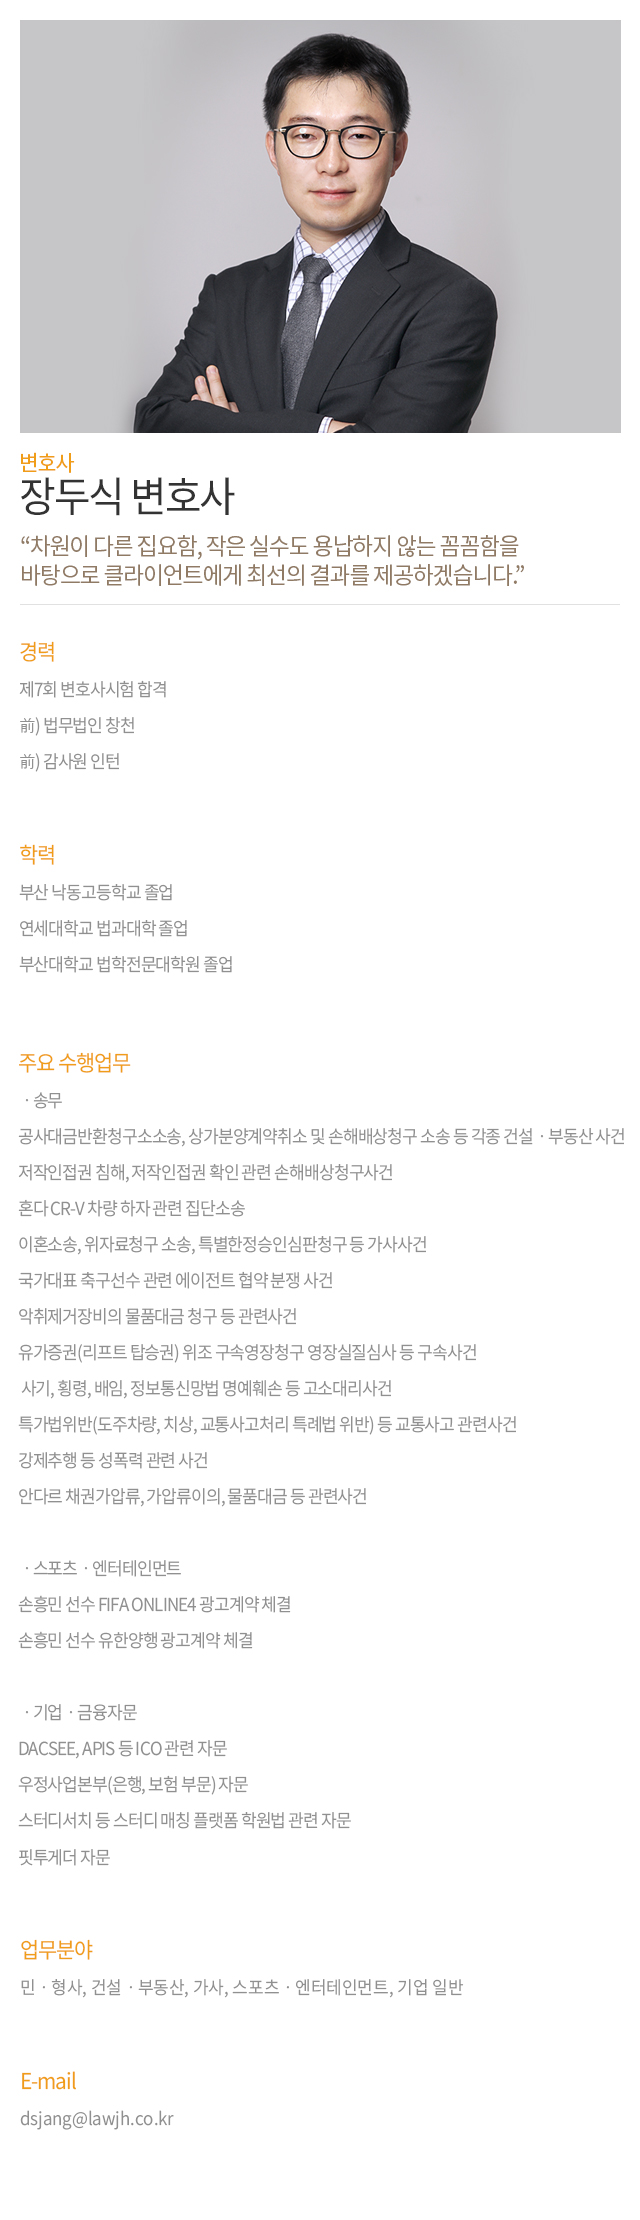 변호사
장두식 변호사
“차원이 다른 집요함, 작은 실수도 용납하지 않는 꼼꼼함을
바탕으로 클라이언트에게 최선의 결과를 제공하겠습니다.”
경력
제7회 변호사시험 합격
前) 법무법인 창천
前) 감사원 인턴
학력
부산 낙동고등학교 졸업
연세대학교 법과대학 졸업
부산대학교 법학전문대학원 졸업
주요 수행업무
ㆍ송무
공사대금반환청구소소송, 상가분양계약취소 및 손해배상청구 소송 등 각종 건설ㆍ부동산 사건
저작인접권 침해, 저작인접권 확인 관련 손해배상청구사건
혼다 CR-V 차량 하자 관련 집단소송
이혼소송, 위자료청구 소송, 특별한정승인심판청구 등 가사사건
국가대표 축구선수 관련 에이전트 협약 분쟁 사건
악취제거장비의 물품대금 청구 등 관련사건
유가증권(리프트 탑승권) 위조 구속영장청구 영장실질심사 등 구속사건
사기, 횡령, 배임, 정보통신망법 명예훼손 등 고소대리사건
특가법위반(도주차량, 치상, 교통사고처리 특례법 위반) 등 교통사고 관련사건
강제추행 등 성폭력 관련 사건
안다르 채권가압류, 가압류이의, 물품대금 등 관련사건
ㆍ스포츠ㆍ엔터테인먼트
손흥민 선수 FIFA ONLINE4 광고계약 체결
손흥민 선수 유한양행 광고계약 체결
ㆍ기업ㆍ금융자문
DACSEE, APIS 등 ICO 관련 자문
우정사업본부(은행, 보험 부문) 자문
스터디서치 등 스터디 매칭 플랫폼 학원법 관련 자문
핏투게더 자문
업무분야
민ㆍ형사, 건설ㆍ부동산, 가사, 스포츠ㆍ엔터테인먼트, 기업 일반
E-mail
dsjang@lawjh.co.kr